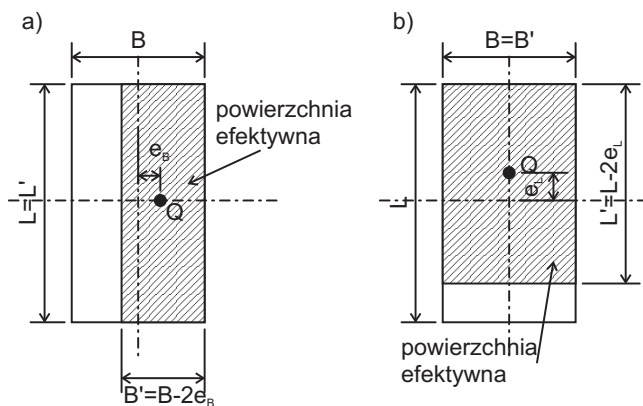 a)
B
powierzchnia
efektywna
e_B
L=L'
Q
B'=B-2e_B
b)
B=B'
Q
e_L
L
L'=L-2e_L
powierzchnia
efektywna